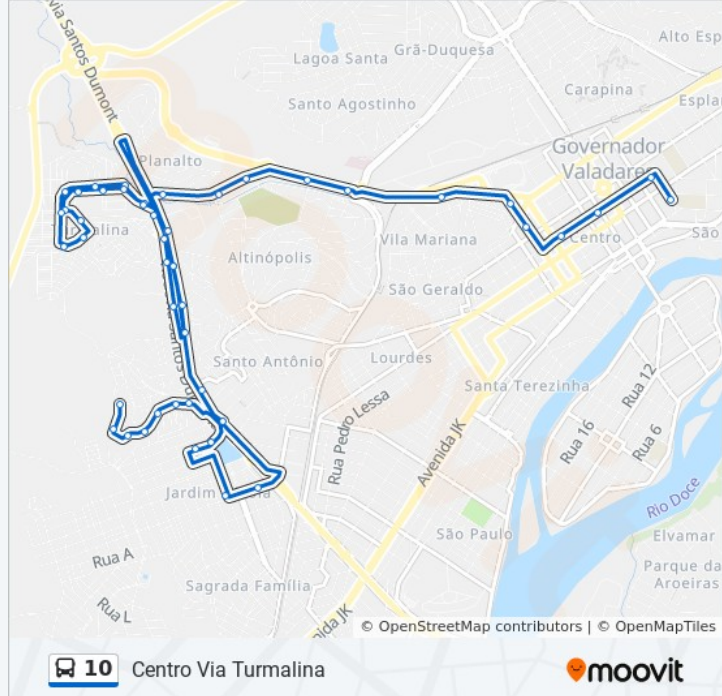 via Santos Dumont
Lagoa Santa
Grã-Duquesa
Alto Esp
Santo Agostinho
Carapina
Espla
Planalto
Governador
Valadares
Vila Mariana
Centro
São
Altinópolis
São Geraldo
Santo Antônio
Lourdes
Santa Terezinha
Rua 12
Rua Pedro Lessa
Avenida JK
Rua 16
Rua 6
Rio Doce
Jardim
São Paulo
Elvamar
Rua A
Parque da
Aroeiras
Sagrada Família
Rua L
nida JK
© OpenStreetMap contributors | © OpenMapTiles
10 Centro Via Turmalina
moovit